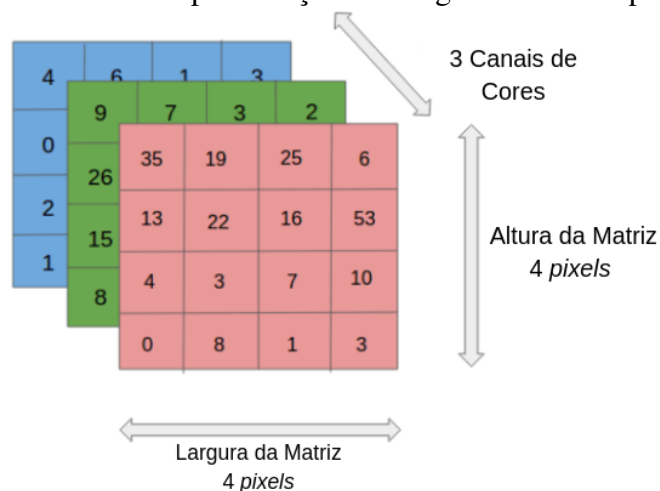 4 6 1 3
3 Canais de
Cores
9 7 3 2
0
35 19 25 6
26
13 22 16 53
2
15
Altura da Matriz
4 pixels
1
4 3 7 10
8
0 8 1 3
Largura da Matriz
4 pixels